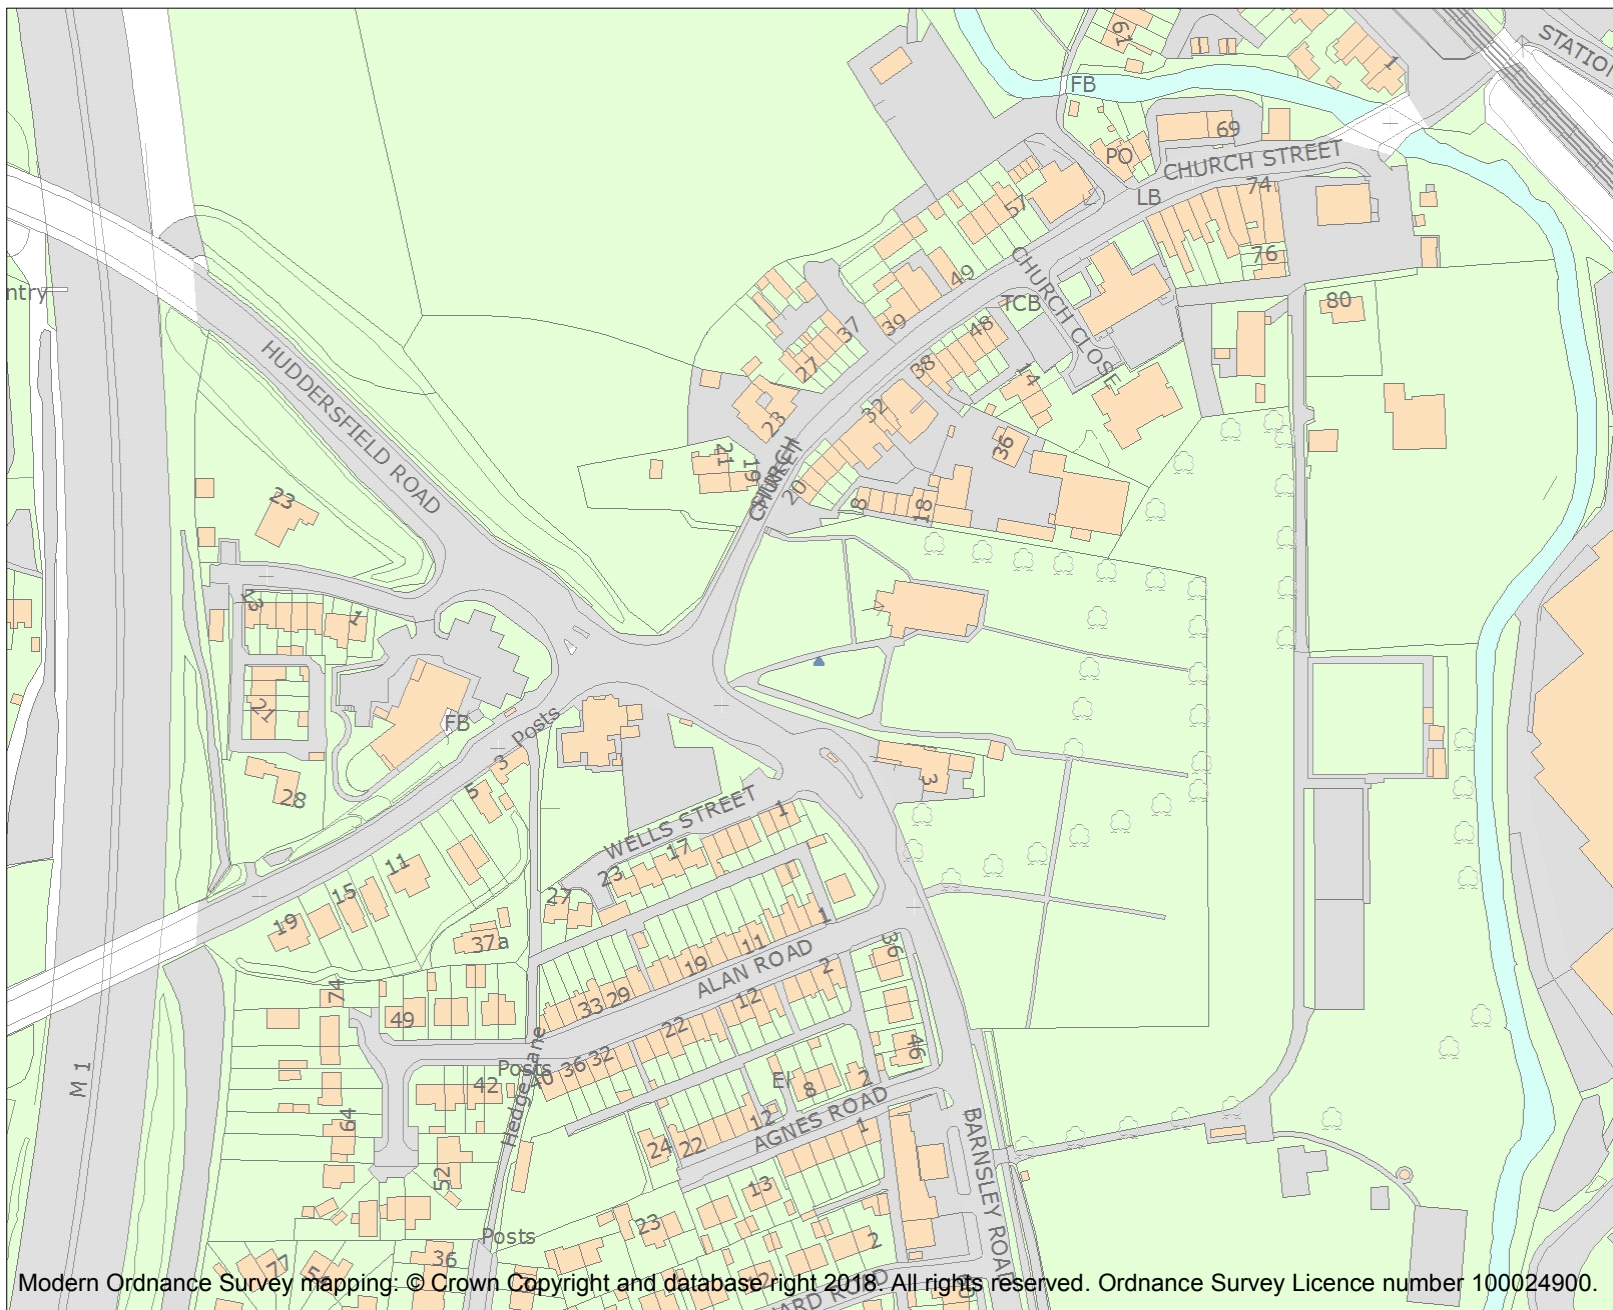 61
1
STATION
FB
69
PO
CHURCH STREET
74
LB
57
76
CHURCH CLOSE
49
TCB
80
ntry
37
39
48
HUDDERSFIELD ROAD
27
38
14
32
23
36
21
19
CHURCH
20
8
18
23
13
1
21
FB
Posts
3
5
3
28
WELLS STREET
1
17
11
23
15
27
19
1
37a
36
11
19
ALAN ROAD
2
74
33
29
12
49
22
46
Hedge Lane
32
36
Posts
40
M 1
El
8
2
42
64
12
AGNES ROAD
1
22
24
BARNSLEY ROAD
52
13
23
2
Posts
36
77
12
Modern Ordnance Survey mapping: © Crown Copyright and database right 2018. All rights reserved. Ordnance Survey Licence number 100024900.